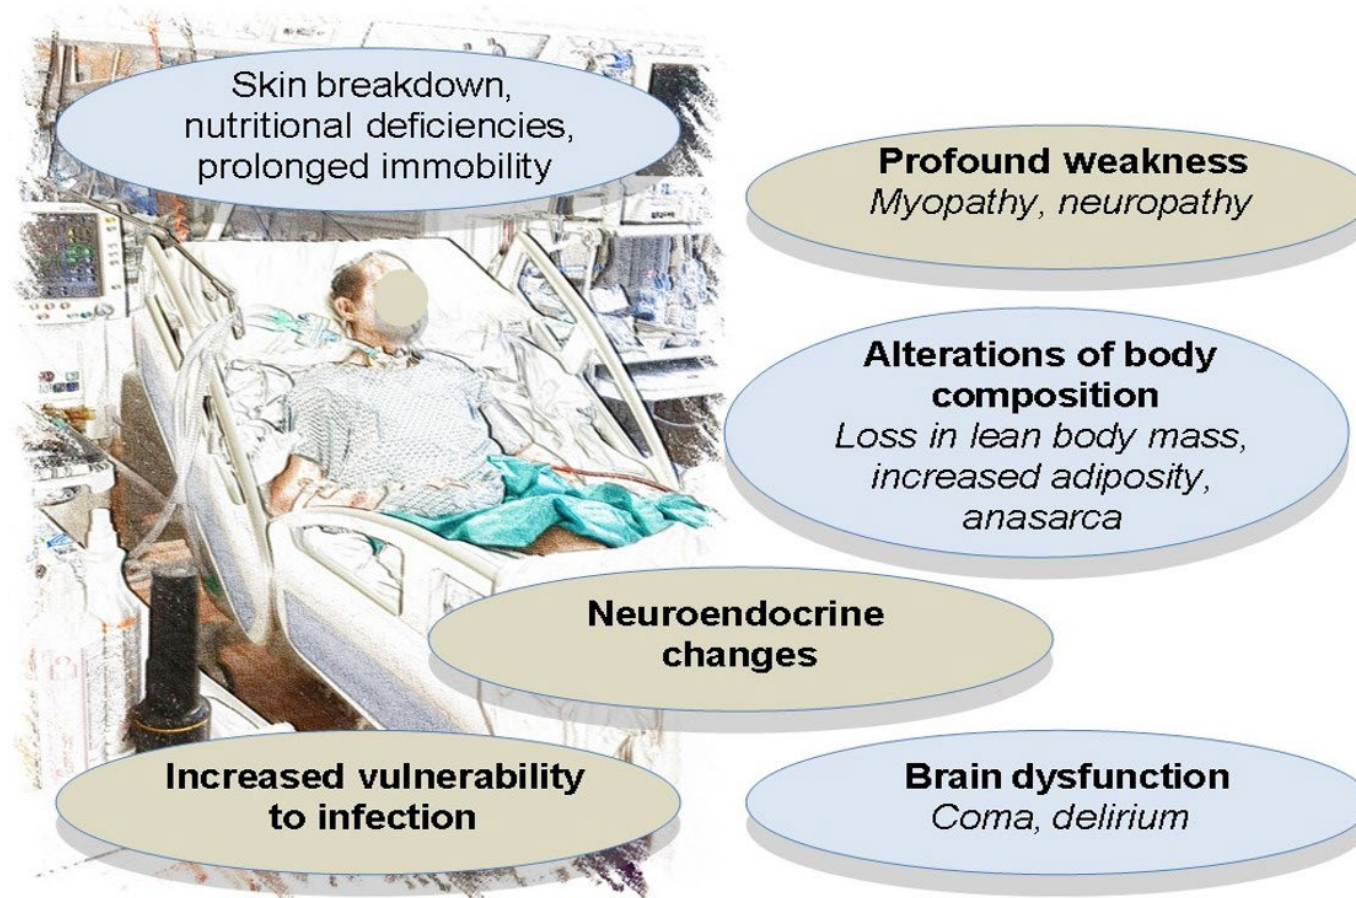 Skin breakdown,
nutritional deficiencies,
prolonged immobility
Profound weakness
Myopathy, neuropathy
Alterations of body
composition
Loss in lean body mass,
increased adiposity,
anasarca
Neuroendocrine
changes
Increased vulnerability
to infection
Brain dysfunction
Coma, delirium